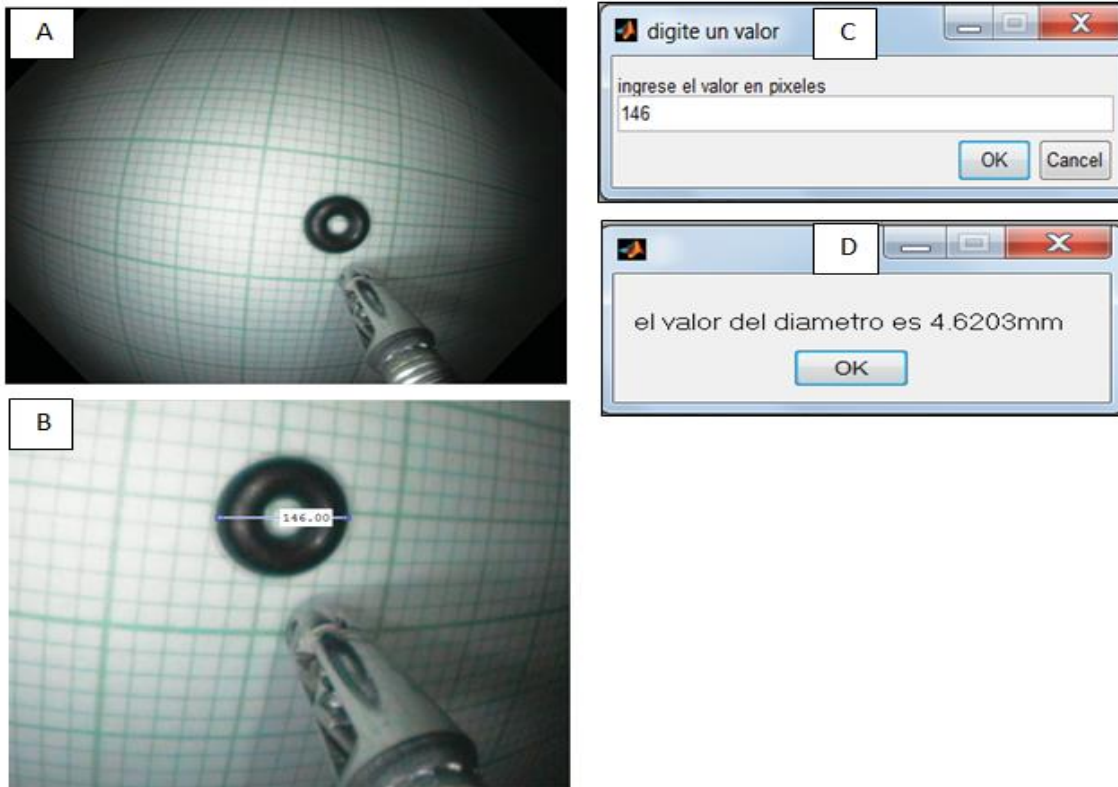 A
B
146.00
digite un valor
C
ingrese el valor en pixeles
146
OK
Cancel
D
el valor del diametro es 4.6203mm
OK